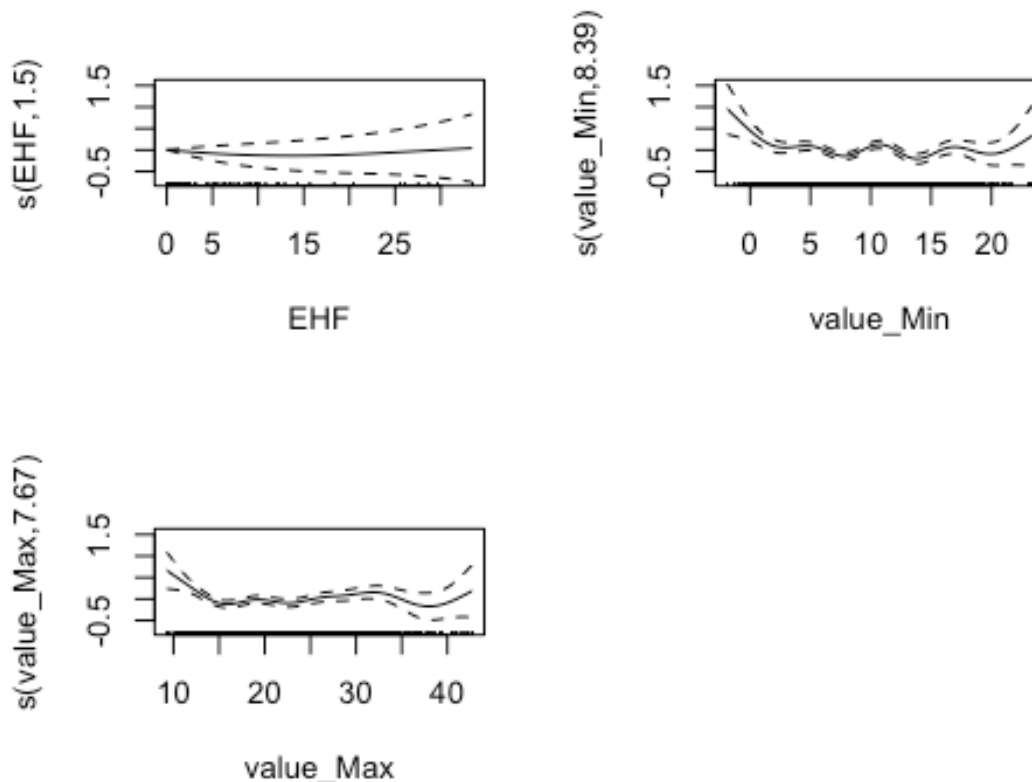 s(EHF,1.5)
1.5
-0.5
0 5 15 25
EHF
s(value_Min,8.39)
1.5
-0.5
0 5 10 15 20
value_Min
s(value_Max,7.67)
1.5
-0.5
10 20 30 40
value_Max